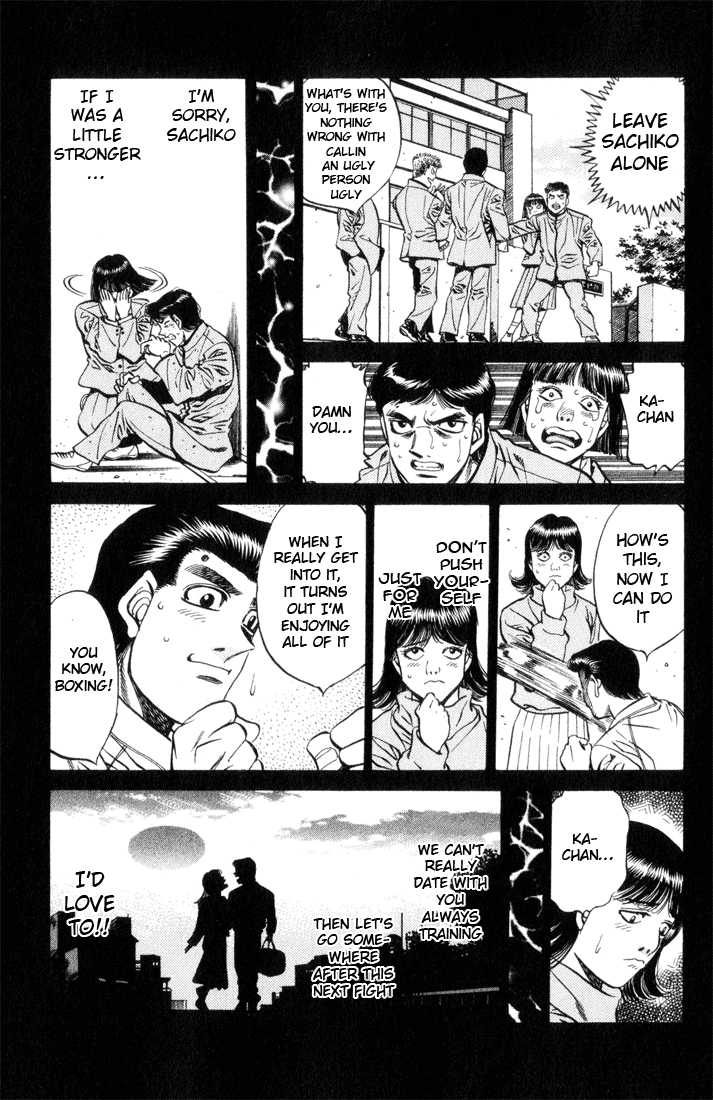 LEAVE
SACHIKO
ALONE
WHAT'S WITH
YOU, THERE'S
NOTHING
WRONG WITH
CALLIN
AN UGLY
PERSON
UGLY
KA-
CHAN
DAMN
YOU...
I'M
SORRY,
SACHIKO
IF I
WAS A
LITTLE
STRONGER
...
HOW'S
THIS,
NOW I
CAN DO
IT
DON'T
PUSH
YOUR-
SELF
JUST
FOR
ME
WHEN I
REALLY GET
INTO IT,
IT TURNS
OUT I'M
ENJOYING
ALL OF IT
YOU
KNOW,
BOXING!
KA-
CHAN...
WE CAN'T
REALLY
DATE WITH
YOU
ALWAYS
TRAINING
THEN LET'S
GO SOME-
WHERE
AFTER THIS
NEXT FIGHT
I'D
LOVE
TO!!